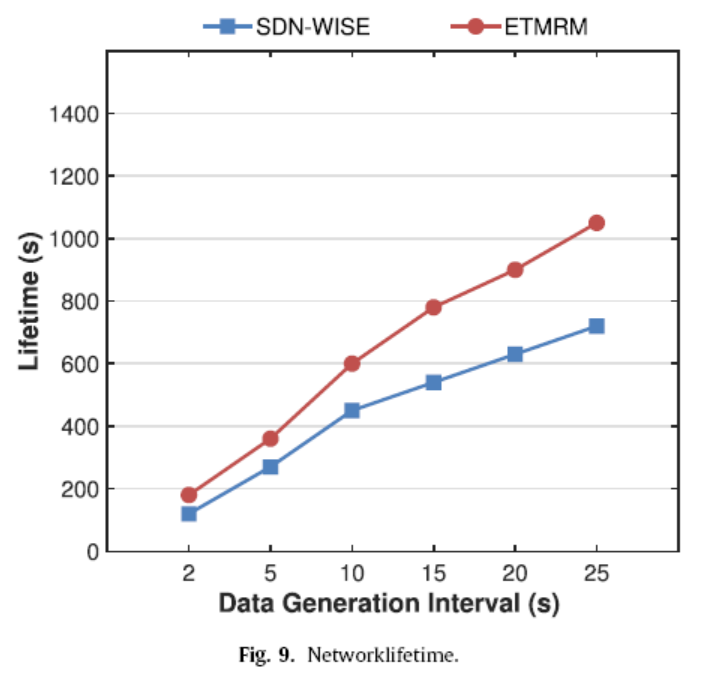 SDN-WISE ETMRM
1400
1200
1000
800
600
400
200
0
Lifetime (s)
2 5 10 15 20 25
Data Generation Interval (s)
Fig. 9. Networklifetime.